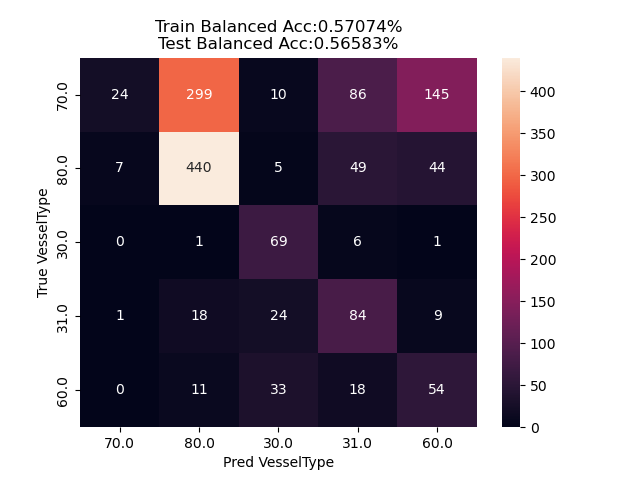 Train Balanced Acc:0.57074%
Test Balanced Acc:0.56583%
True VesselType
70.0 24 299 10 86 145
80.0 7 440 5 49 44
30.0 0 1 69 6 1
31.0 1 18 24 84 9
60.0 0 11 33 18 54
70.0 80.0 30.0 31.0 60.0
Pred VesselType
400
350
300
250
200
150
100
50
0